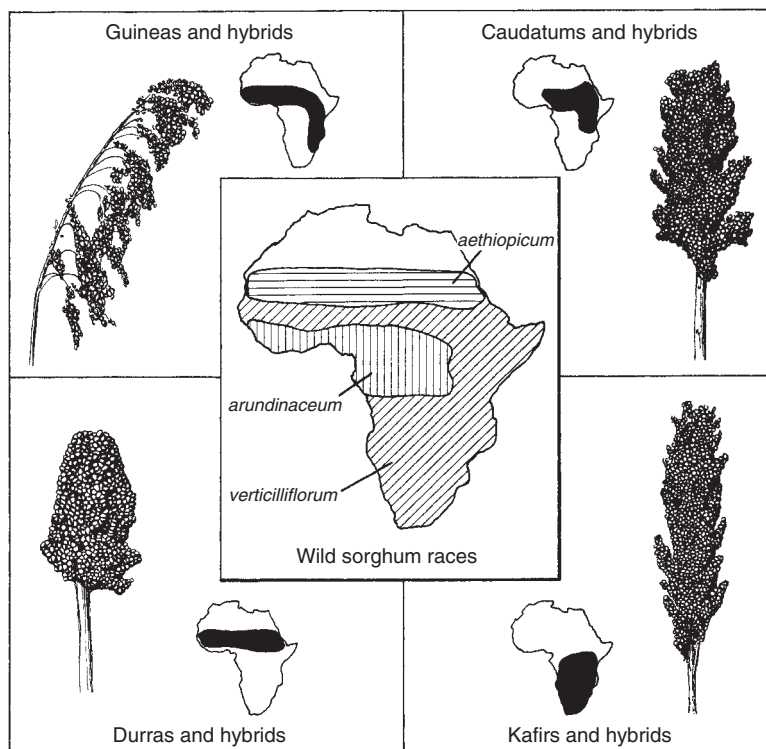 Guineas and hybrids
Caudatums and hybrids
aethiopicum
arundinaceum
verticilliflorum
Wild sorghum races
Durras and hybrids
Kafirs and hybrids